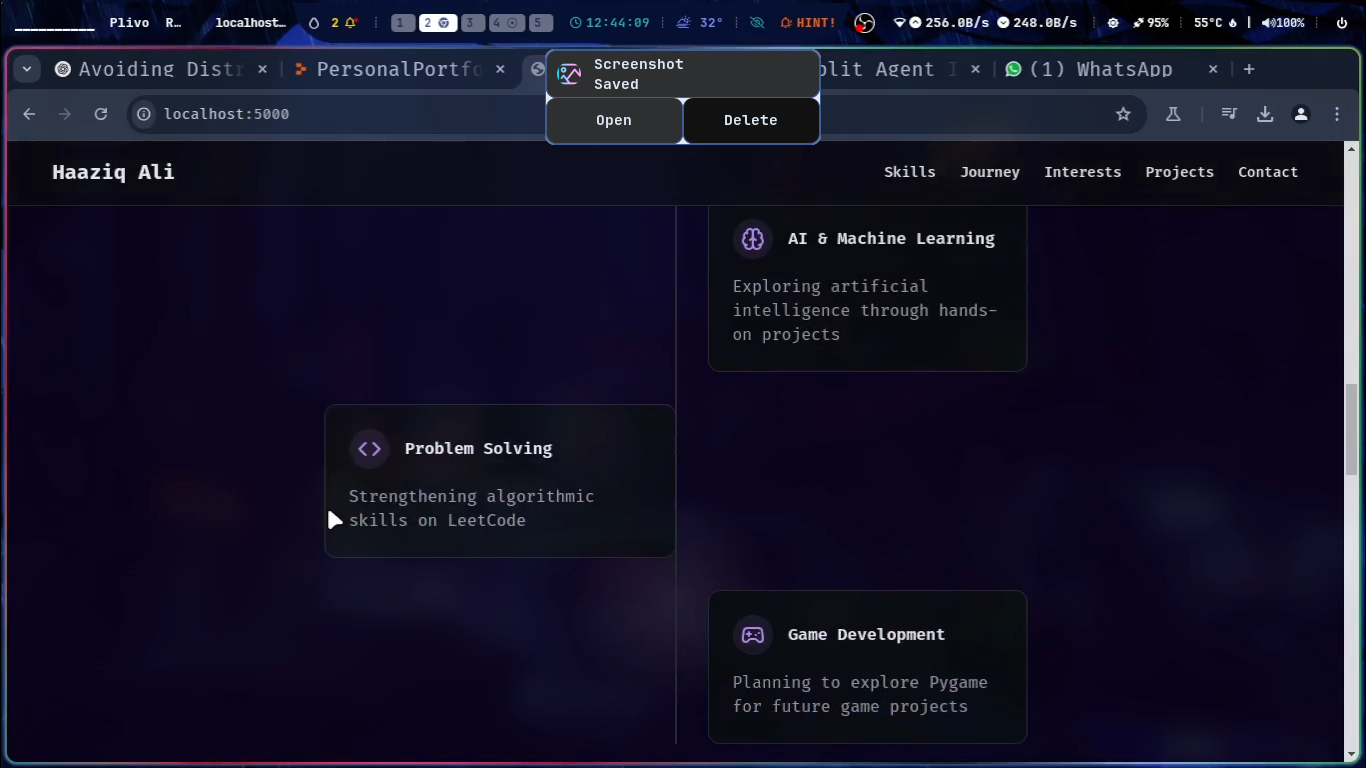 Plivo R… localhost… 2 1 2 3 4 5 12:44:09 32° HINT! 256.0B/s 248.0B/s 95% 55°C 100%
Screenshot
Saved
Open Delete
Avoiding Distr PersonalPortfo plit Agent I (1) WhatsApp
localhost:5000
Haaziq Ali Skills Journey Interests Projects Contact
AI & Machine Learning
Exploring artificial
intelligence through hands-
on projects
Problem Solving
Strengthening algorithmic
skills on LeetCode
Game Development
Planning to explore Pygame
for future game projects